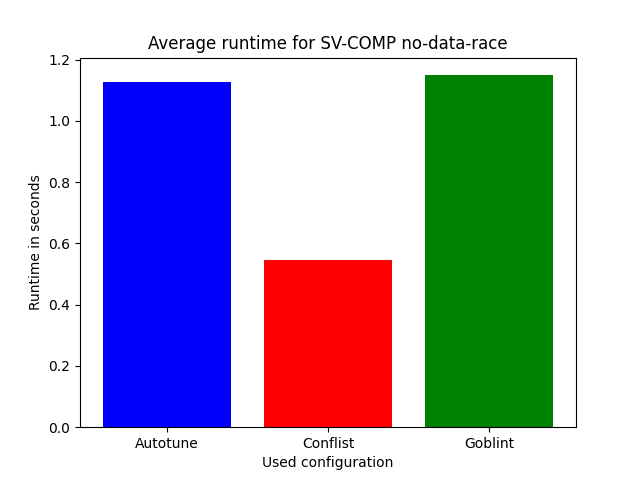 Average runtime for SV-COMP no-data-race
1.2
1.0
0.8
0.6
0.4
0.2
0.0
Runtime in seconds
Autotune Conflist Goblint
Used configuration